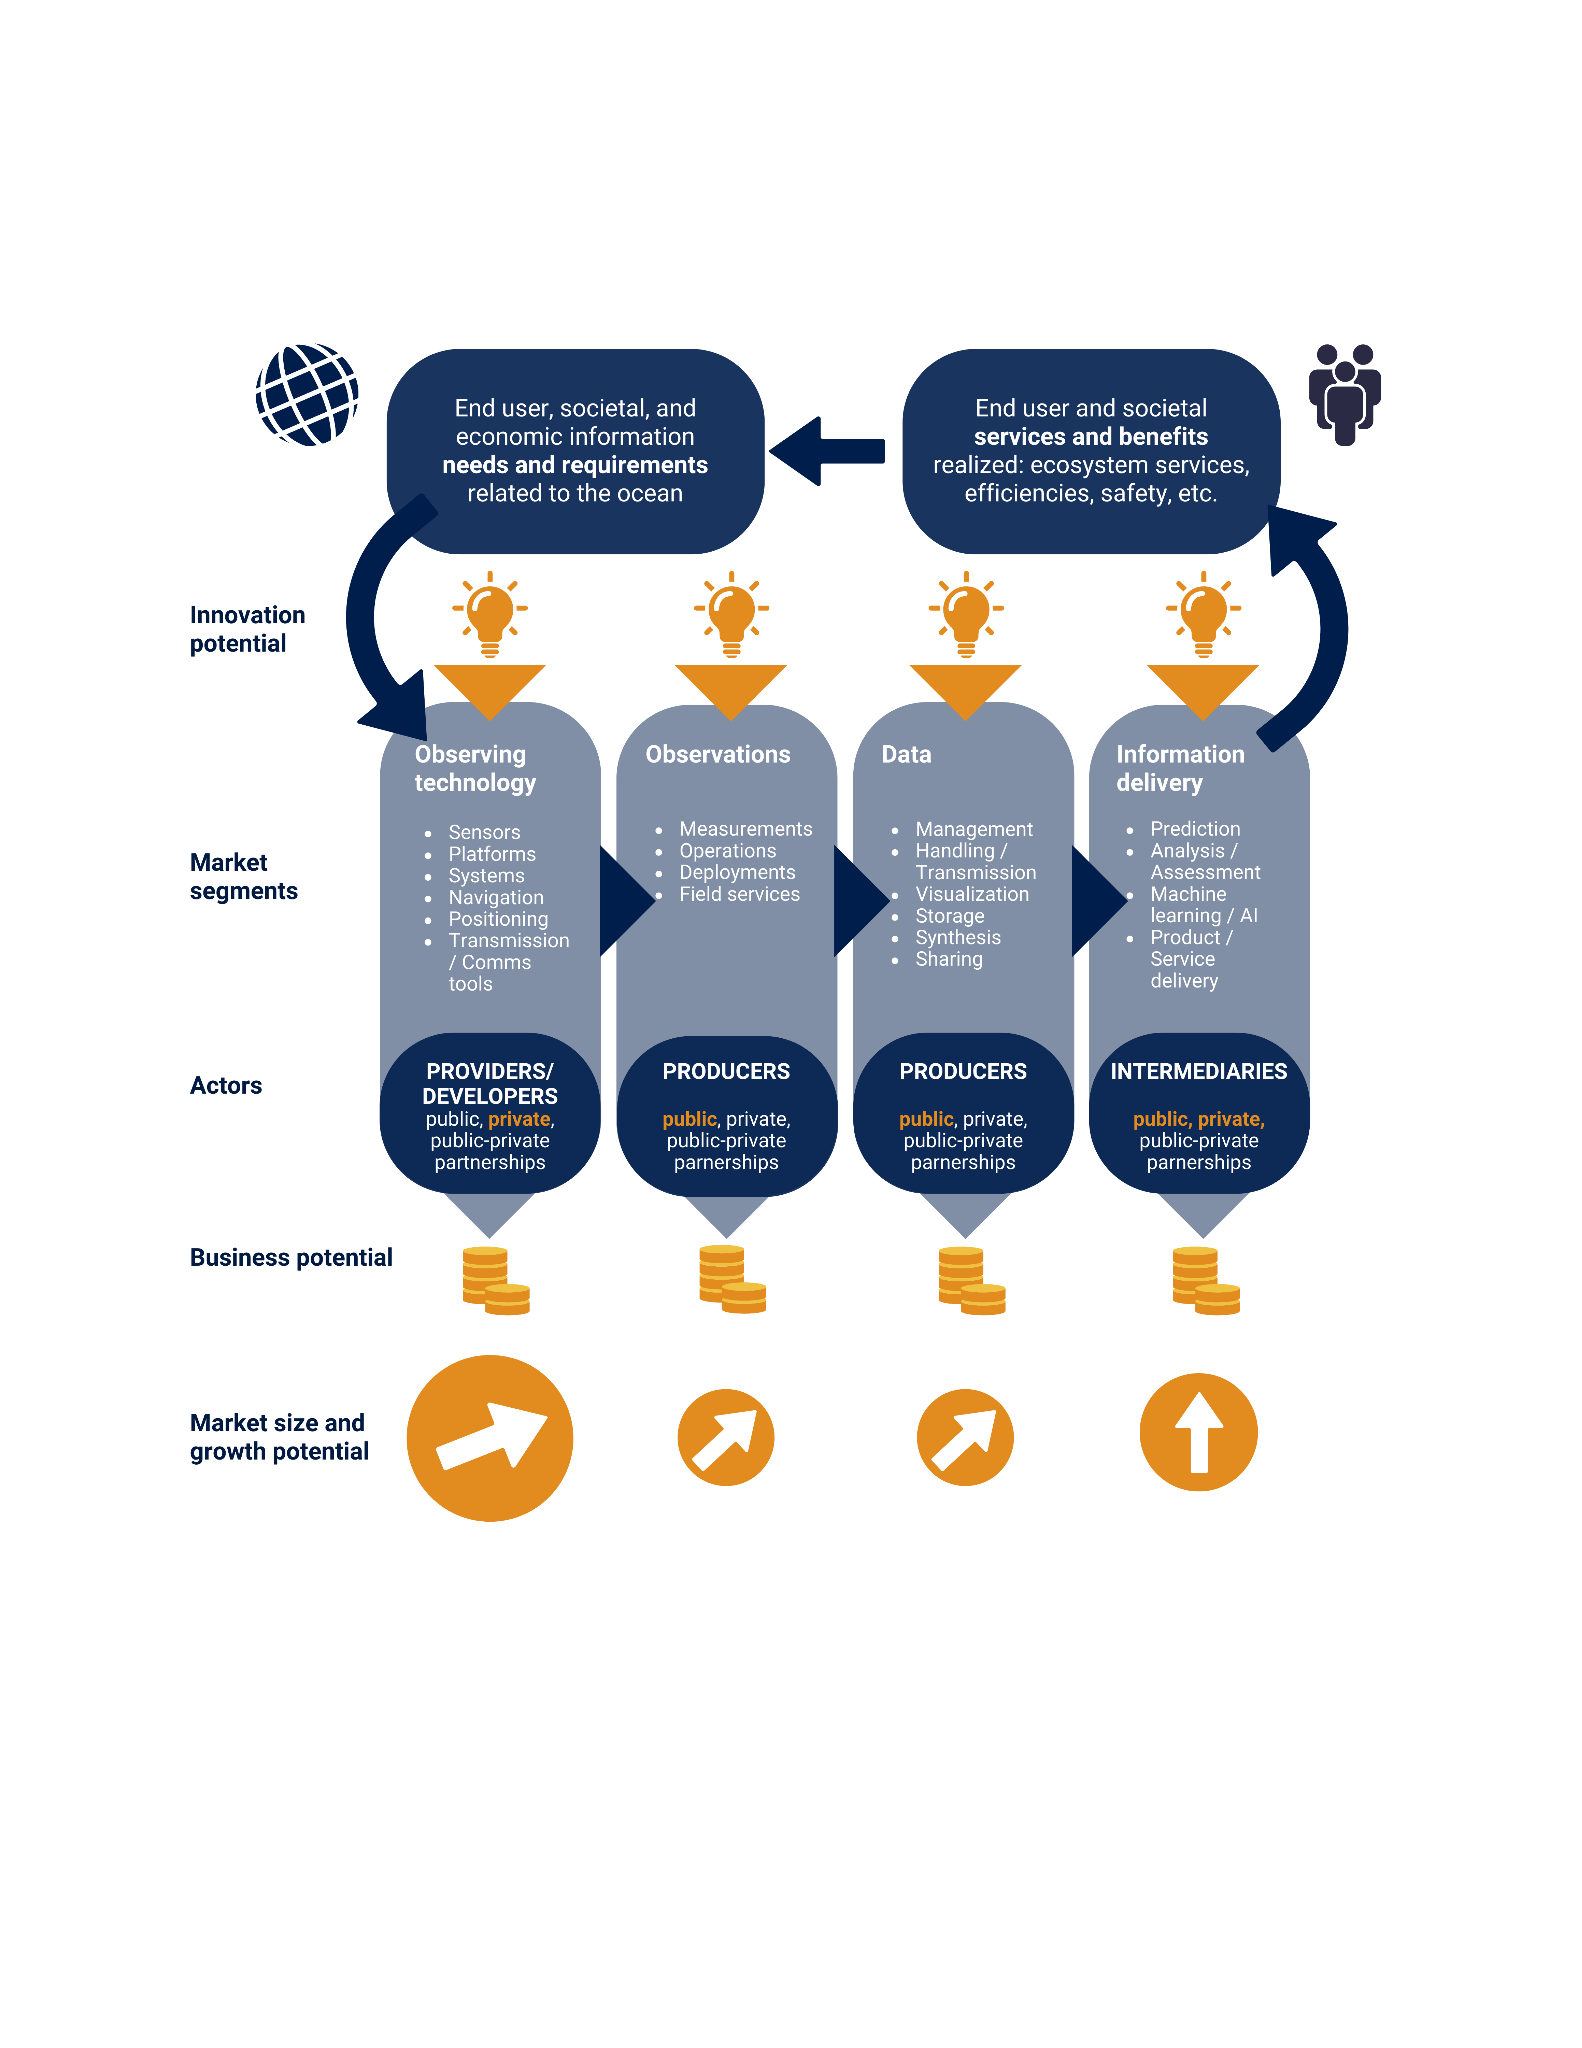 End user, societal, and
economic information
needs and requirements
related to the ocean
End user and societal
services and benefits
realized: ecosystem services,
efficiencies, safety, etc.
Innovation
potential
Market
segments
Observing
technology
• Sensors
• Platforms
• Systems
• Navigation
• Positioning
• Transmission
/ Comms
tools
Observations
• Measurements
• Operations
• Deployments
• Field services
Data
• Management
• Handling /
Transmission
• Visualization
• Storage
• Synthesis
• Sharing
Information
delivery
• Prediction
• Analysis /
Assessment
• Machine
learning / AI
• Product /
Service
delivery
Actors
PROVIDERS/
DEVELOPERS
public, private,
public-private
partnerships
PRODUCERS
public, private,
public-private
parnerships
PRODUCERS
public, private,
public-private
parnerships
INTERMEDIARIES
public, private,
public-private
parnerships
Business potential
Market size and
growth potential